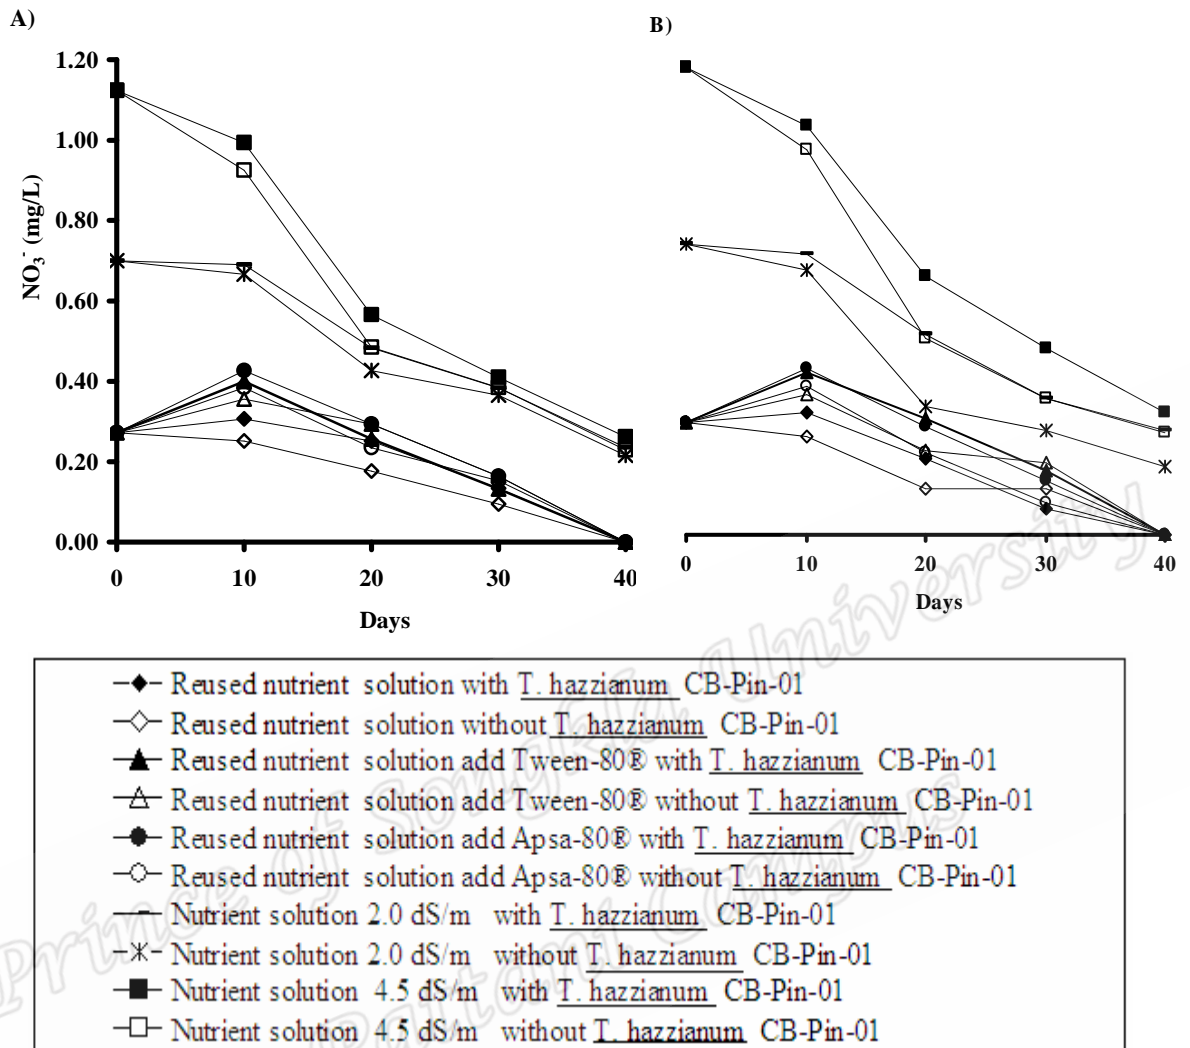 A)
B)
1.20
1.00
0.80
0.60
0.40
0.20
0.00
NO₃⁻ (mg/L)
0 10 20 30 40
Days
0 10 20 30 40
Days
Reused nutrient solution with T. hazzianum CB-Pin-01
Reused nutrient solution without T. hazzianum CB-Pin-01
Reused nutrient solution add Tween-80® with T. hazzianum CB-Pin-01
Reused nutrient solution add Tween-80® without T. hazzianum CB-Pin-01
Reused nutrient solution add Apsa-80® with T. hazzianum CB-Pin-01
Reused nutrient solution add Apsa-80® without T. hazzianum CB-Pin-01
Nutrient solution 2.0 dS/m with T. hazzianum CB-Pin-01
Nutrient solution 2.0 dS/m without T. hazzianum CB-Pin-01
Nutrient solution 4.5 dS/m with T. hazzianum CB-Pin-01
Nutrient solution 4.5 dS/m without T. hazzianum CB-Pin-01
Prince of Songkla University
Pattani Campus